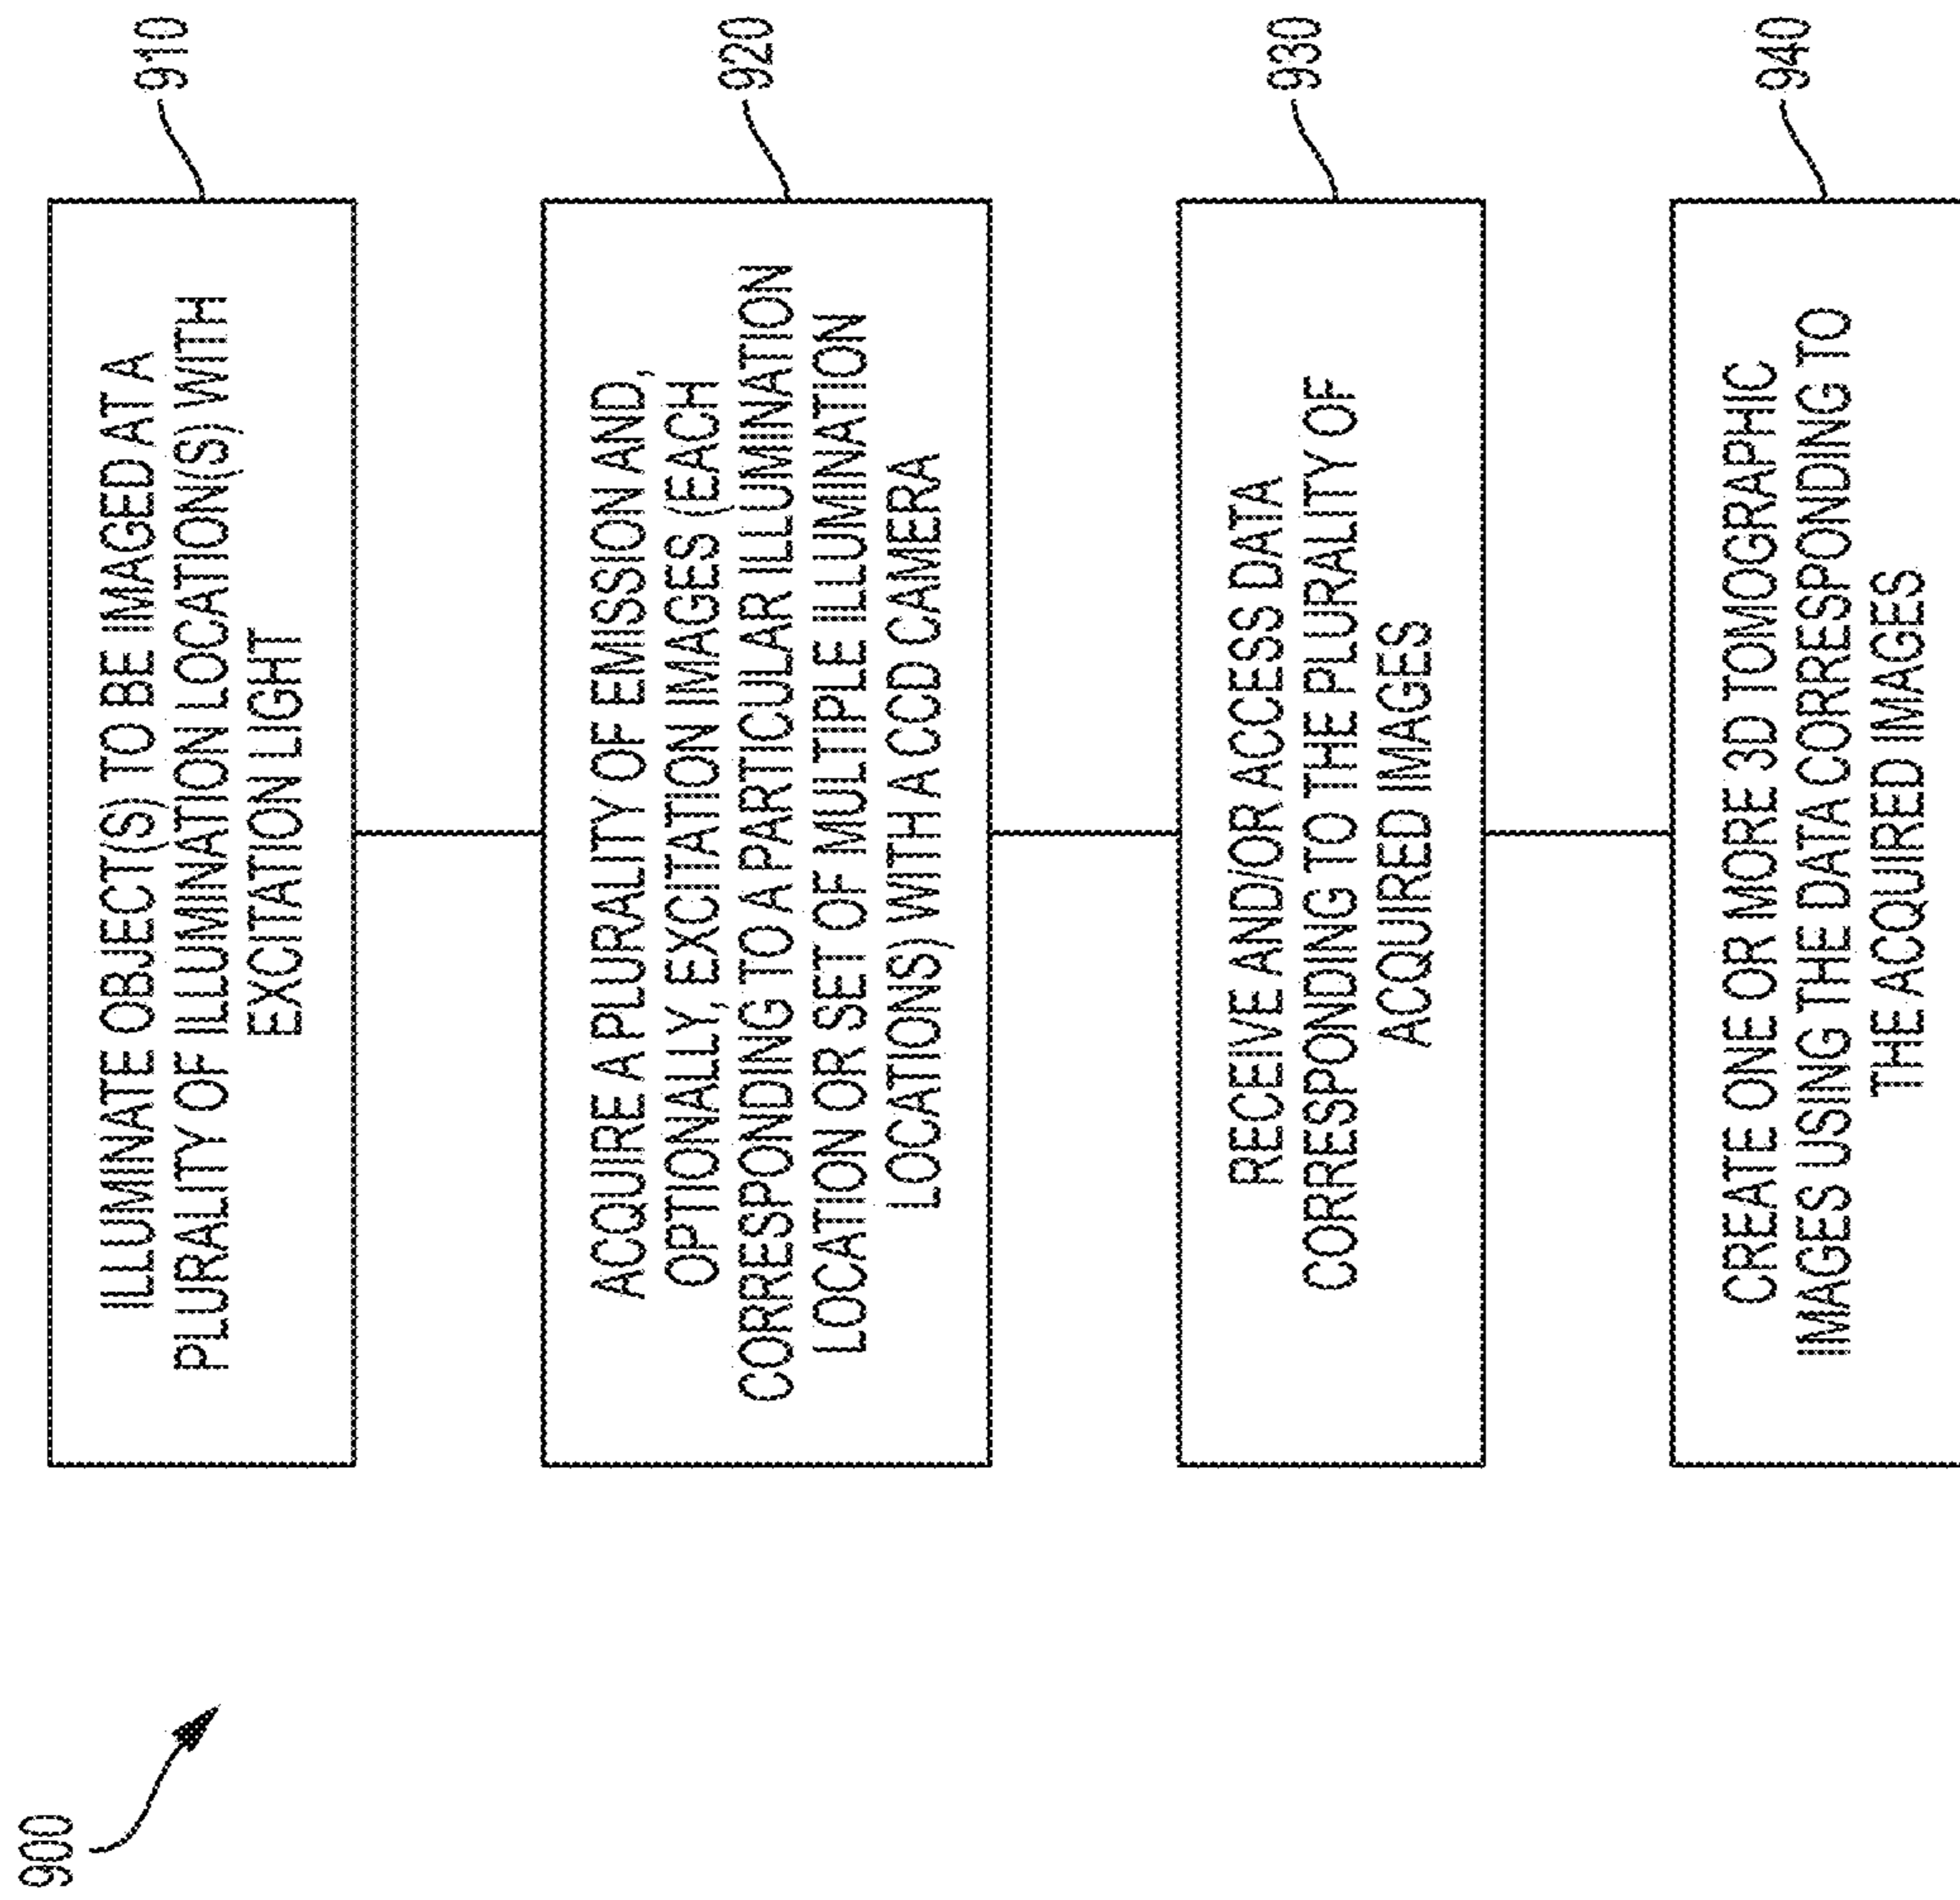 900
ILLUMINATE OBJECT(S) TO BE IMAGED AT A
PLURALITY OF ILLUMINATION LOCATION(S) WITH
EXCITATION LIGHT
910
ACQUIRE A PLURALITY OF EMISSION AND,
OPTIONALLY, EXCITATION IMAGES (EACH
CORRESPONDING TO A PARTICULAR ILLUMINATION
LOCATION OR SET OF MULTIPLE ILLUMINATION
LOCATIONS) WITH A CCD CAMERA
920
RECEIVE AND/OR ACCESS DATA
CORRESPONDING TO THE PLURALITY OF
ACQUIRED IMAGES
930
CREATE ONE OR MORE 3D TOMOGRAPHIC
IMAGES USING THE DATA CORRESPONDING TO
THE ACQUIRED IMAGES
940